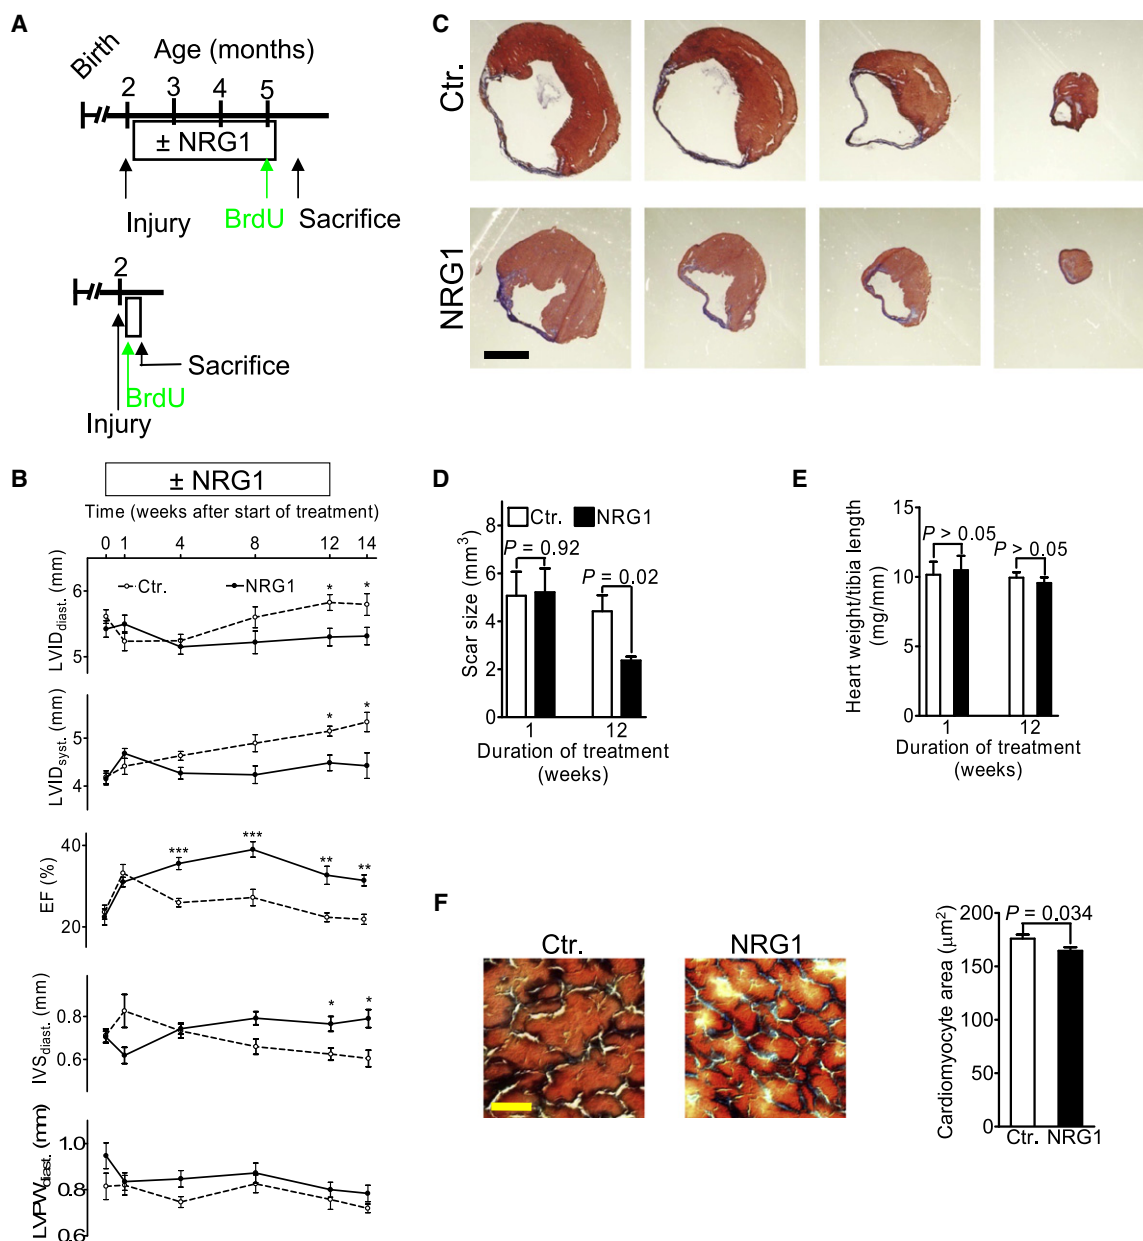 A
Birth
Age (months)
2 3 4 5
± NRG1
Injury
BrdU
Sacrifice
2
Sacrifice
BrdU
Injury
B
± NRG1
Time (weeks after start of treatment)
0 1 4 8 12 14
LVIDdiast. (mm)
6
5
Ctr.
NRG1
* *
LVIDsyst. (mm)
5
4
* *
EF (%)
40
20
*** *** ** **
IVSdiast. (mm)
0.8
0.6
* *
LVPWdiast. (mm)
1.0
0.8
0.6
C
Ctr.
NRG1
D
Ctr. NRG1
Scar size (mm³)
8
6
4
2
0
P = 0.92
P = 0.02
1 12
Duration of treatment
(weeks)
E
Heart weight/tibia length
(mg/mm)
15
10
5
0
P > 0.05
P > 0.05
1 12
Duration of treatment
(weeks)
F
Ctr.
NRG1
Cardiomyocyte area (μm²)
200
150
100
50
0
P = 0.034
Ctr. NRG1